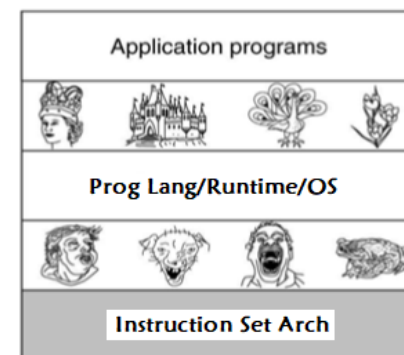 Application programs
Prog Lang/Runtime/OS
Instruction Set Arch